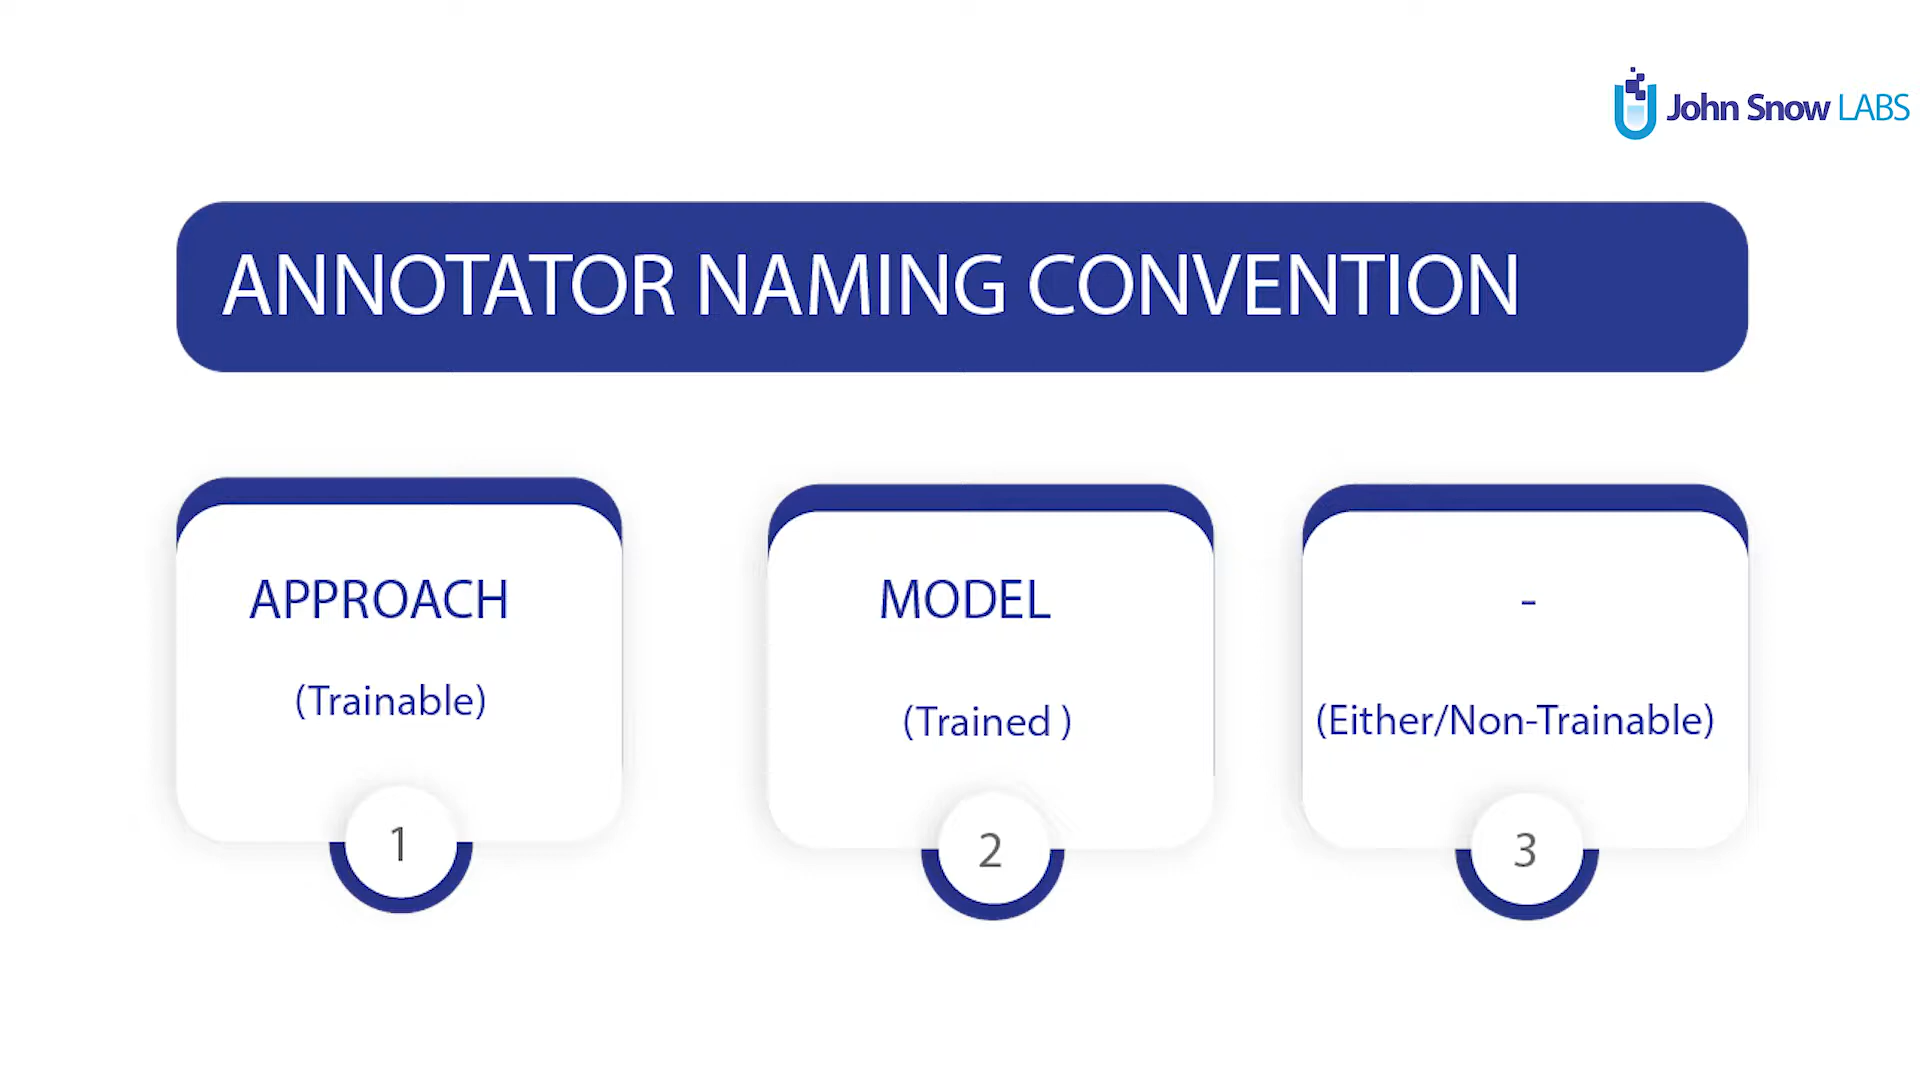 John Snow LABS
ANNOTATOR NAMING CONVENTION
APPROACH
(Trainable)
1
MODEL
(Trained )
2
-
(Either/Non-Trainable)
3